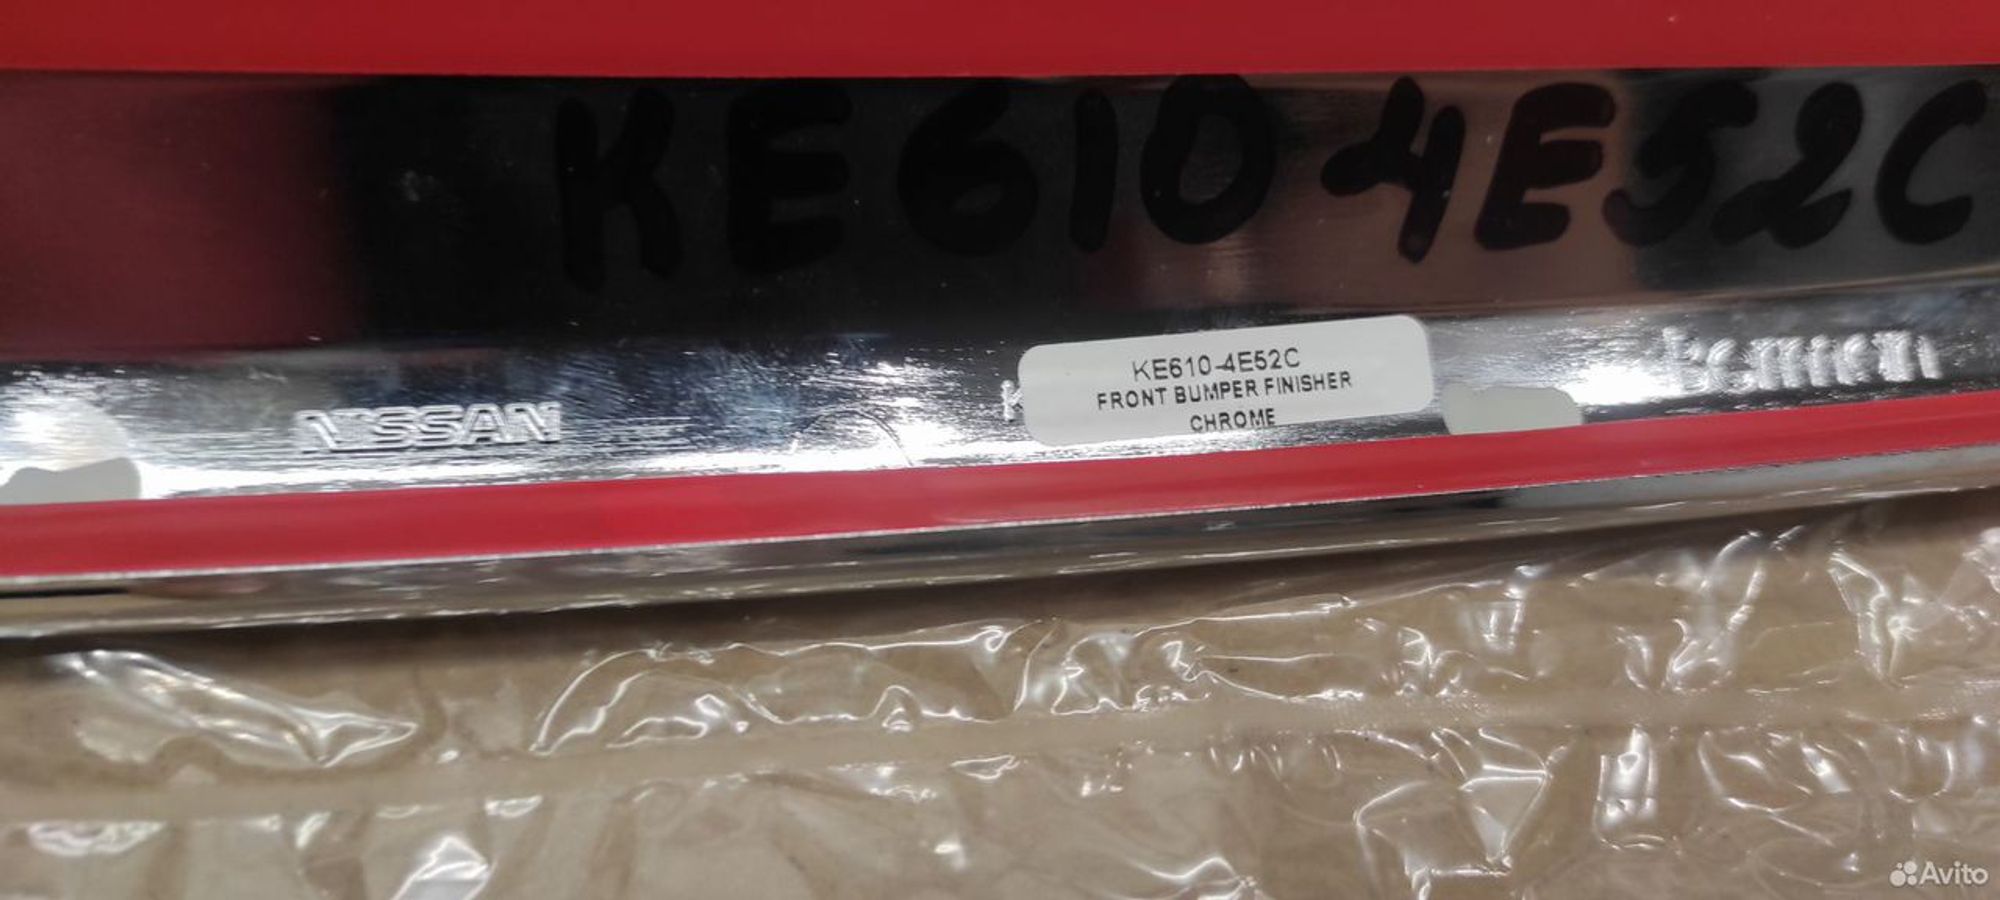 KE610 4E52C
NISSAN
K
KE610-4E52C
FRONT BUMPER FINISHER
CHROME
Avito